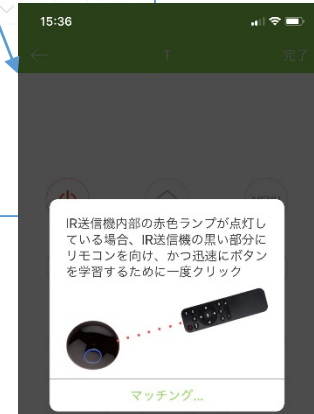 15:36
← T 完了
IR送信機内部の赤色ランプが点灯し
ている場合、IR送信機の黒い部分に
リモコンを向け、かつ迅速にボタン
を学習するために一度クリック
マッチング...